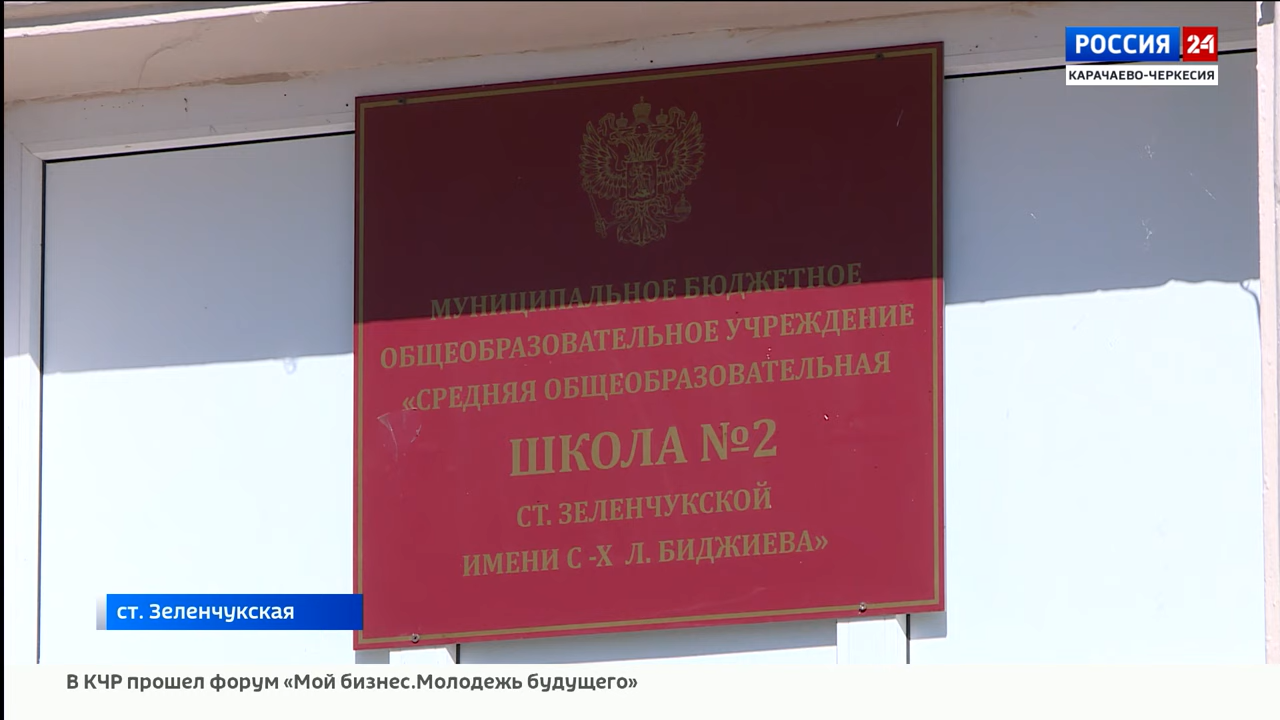 РОССИЯ 24
КАРАЧАЕВО-ЧЕРКЕСИЯ
МУНИЦИПАЛЬНОЕ БЮДЖЕТНОЕ
ОБЩЕОБРАЗОВАТЕЛЬНОЕ УЧРЕЖДЕНИЕ
«СРЕДНЯЯ ОБЩЕОБРАЗОВАТЕЛЬНАЯ
ШКОЛА №2
СТ. ЗЕЛЕНЧУКСКОЙ
ИМЕНИ С -Х Л. БИДЖИЕВА»
ст. Зеленчукская
В КЧР прошел форум «Мой бизнес.Молодежь будущего»